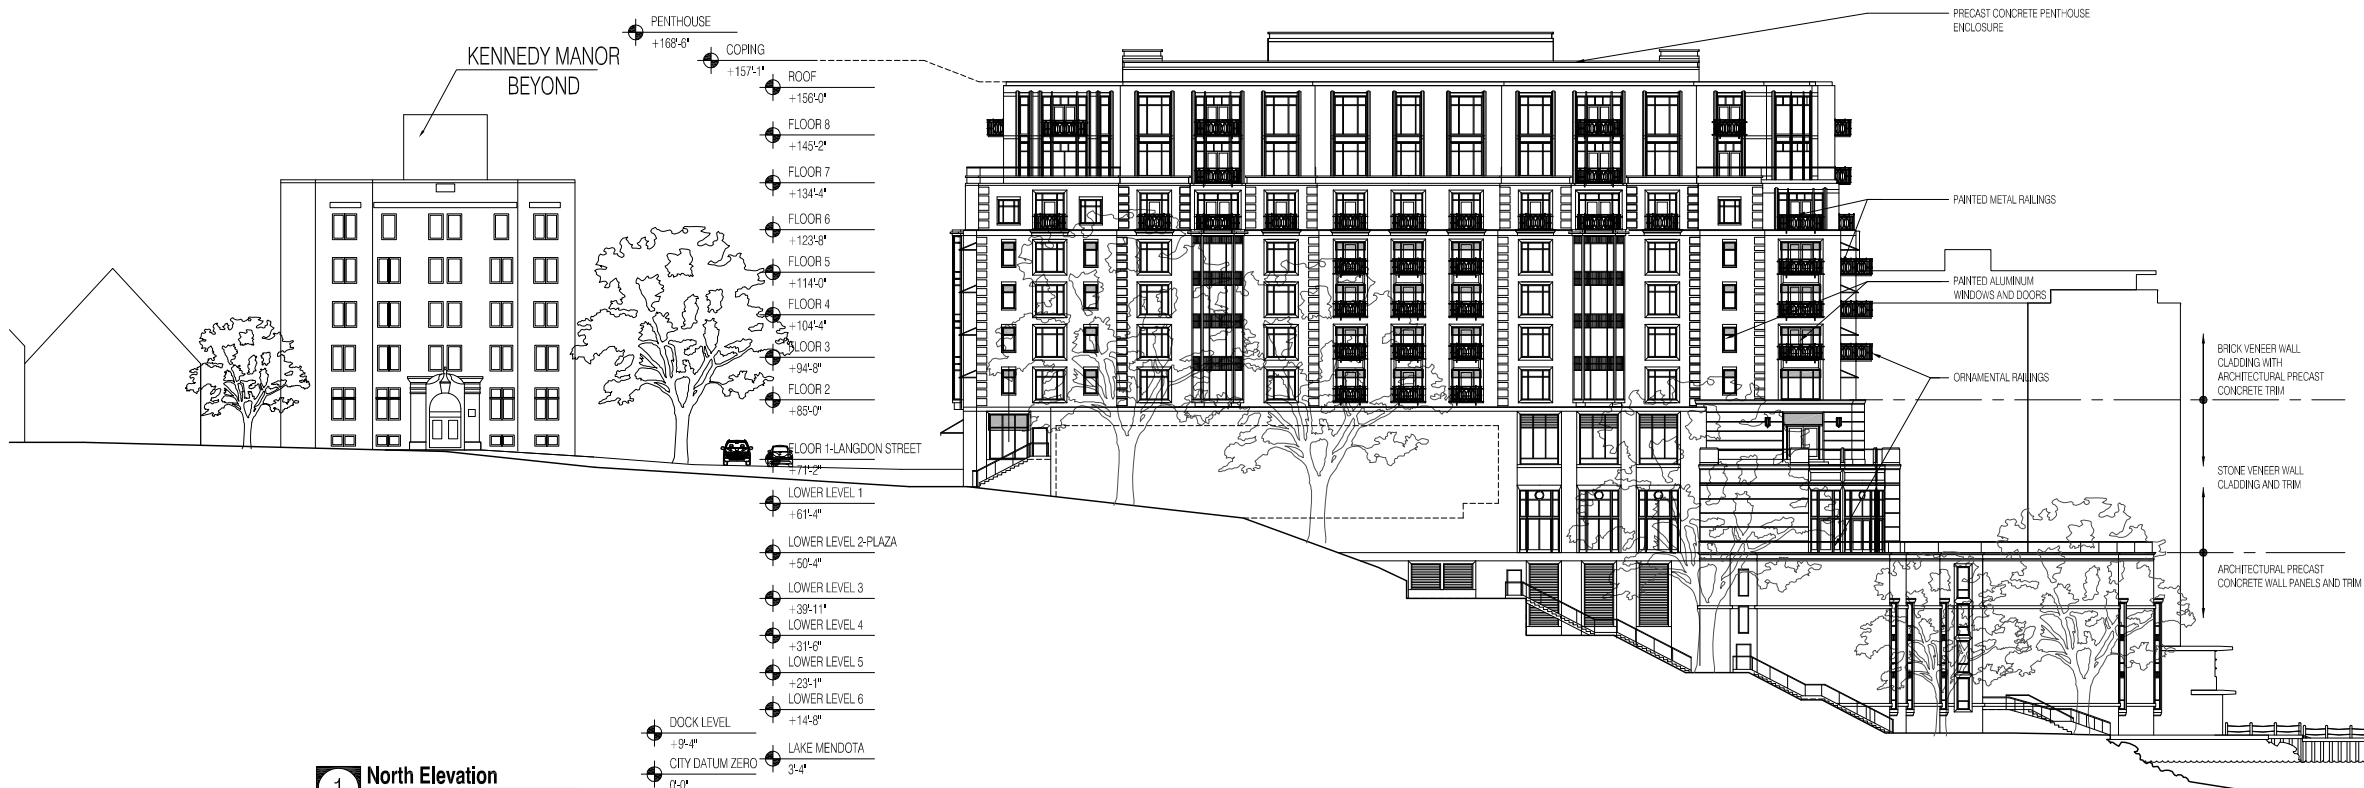 PENTHOUSE
+168'-6"
COPING
+157'-1"
KENNEDY MANOR
BEYOND
ROOF
+156'-0"
FLOOR 8
+145'-2"
FLOOR 7
+134'-4"
FLOOR 6
+123'-8"
FLOOR 5
+114'-0"
FLOOR 4
+104'-4"
FLOOR 3
+94'-8"
FLOOR 2
+85'-0"
FLOOR 1-LANGDON STREET
+71'-2"
LOWER LEVEL 1
+61'-4"
LOWER LEVEL 2-PLAZA
+50'-4"
LOWER LEVEL 3
+39'-11"
LOWER LEVEL 4
+31'-6"
LOWER LEVEL 5
+23'-1"
LOWER LEVEL 6
+14'-8"
DOCK LEVEL
+9'-4"
LAKE MENDOTA
3'-4"
CITY DATUM ZERO
0'-0"
1
North Elevation
PRECAST CONCRETE PENTHOUSE
ENCLOSURE
PAINTED METAL RAILINGS
PAINTED ALUMINUM
WINDOWS AND DOORS
ORNAMENTAL RAILINGS
BRICK VENEER WALL
CLADDING WITH
ARCHITECTURAL PRECAST
CONCRETE TRIM
STONE VENEER WALL
CLADDING AND TRIM
ARCHITECTURAL PRECAST
CONCRETE WALL PANELS AND TRIM